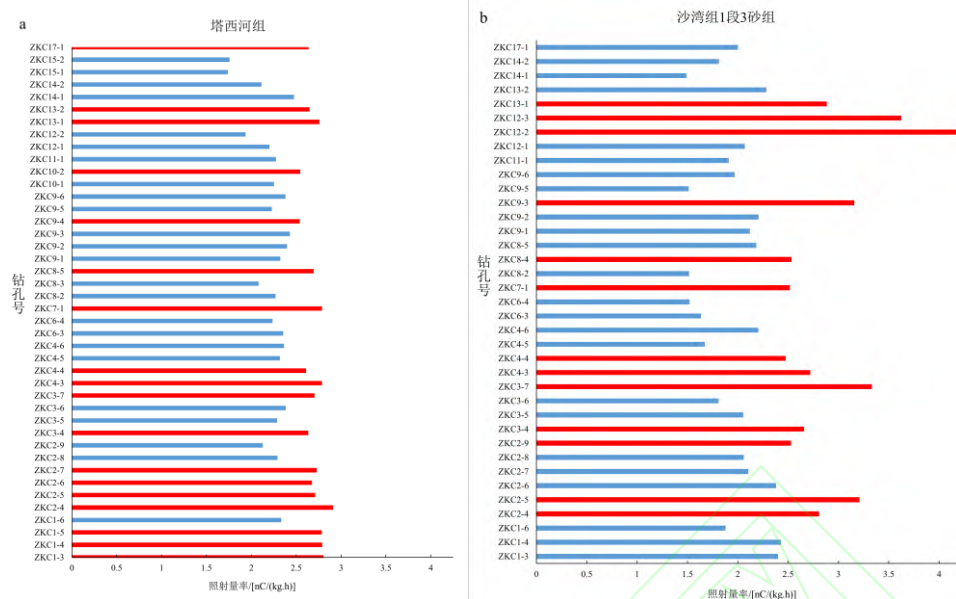 a
塔西河组
钻孔号
ZKC17-1
ZKC15-2
ZKC15-1
ZKC14-2
ZKC14-1
ZKC13-2
ZKC13-1
ZKC12-2
ZKC12-1
ZKC11-1
ZKC10-2
ZKC10-1
ZKC9-6
ZKC9-5
ZKC9-4
ZKC9-3
ZKC9-2
ZKC9-1
ZKC8-5
ZKC8-3
ZKC8-2
ZKC7-1
ZKC6-4
ZKC6-3
ZKC4-6
ZKC4-5
ZKC4-4
ZKC4-3
ZKC3-7
ZKC3-6
ZKC3-5
ZKC3-4
ZKC2-9
ZKC2-8
ZKC2-7
ZKC2-6
ZKC2-5
ZKC2-4
ZKC1-6
ZKC1-5
ZKC1-4
ZKC1-3
0 0.5 1 1.5 2 2.5 3 3.5 4
照射量率/[nC/(kg.h)]
b
沙湾组1段3砂组
钻孔号
ZKC17-1
ZKC14-2
ZKC14-1
ZKC13-2
ZKC13-1
ZKC12-3
ZKC12-2
ZKC12-1
ZKC11-1
ZKC9-6
ZKC9-5
ZKC9-3
ZKC9-2
ZKC9-1
ZKC8-5
ZKC8-4
ZKC8-2
ZKC7-1
ZKC6-4
ZKC6-3
ZKC4-6
ZKC4-5
ZKC4-4
ZKC4-3
ZKC3-7
ZKC3-6
ZKC3-5
ZKC3-4
ZKC2-9
ZKC2-8
ZKC2-7
ZKC2-6
ZKC2-5
ZKC2-4
ZKC1-6
ZKC1-4
ZKC1-3
0 0.5 1 1.5 2 2.5 3 3.5 4
照射量率/[nC/(kg.h)]